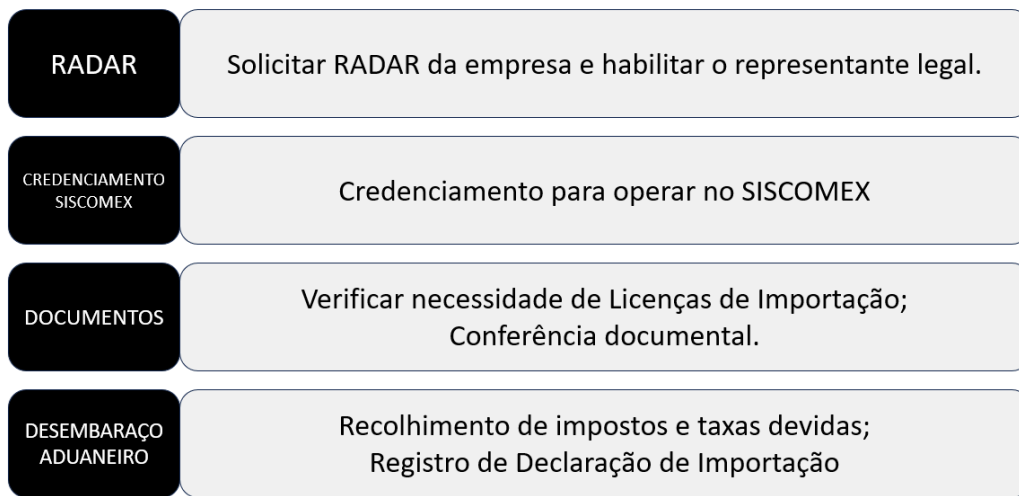 RADAR
Solicitar RADAR da empresa e habilitar o representante legal.
CREDENCIAMENTO
SISCOMEX
Credenciamento para operar no SISCOMEX
DOCUMENTOS
Verificar necessidade de Licenças de Importação;
Conferência documental.
DESEMBARAÇO
ADUANEIRO
Recolhimento de impostos e taxas devidas;
Registro de Declaração de Importação